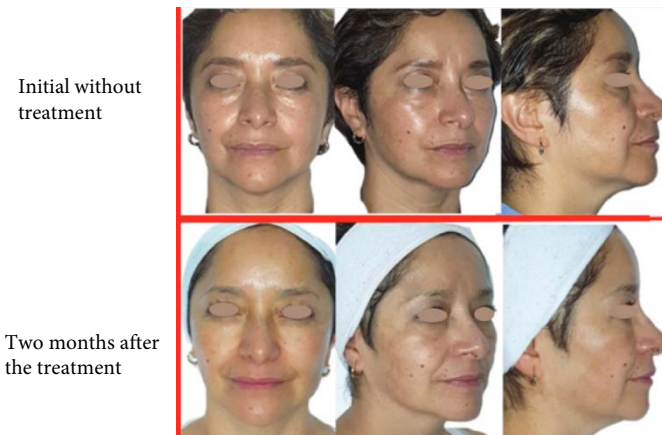 Initial without
treatment
Two months after
the treatment